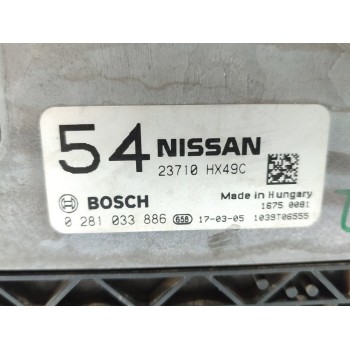 54 NISSAN
23710 HX49C
BOSCH
Made in Hungary
1675 0081
0 281 033 886 658 17-03-05 1039T06555